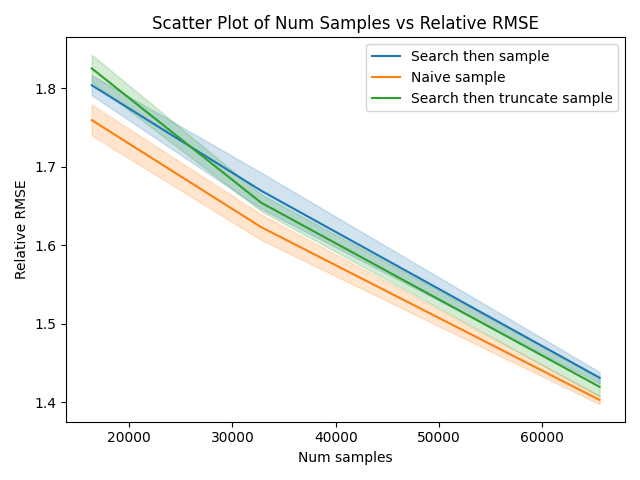 Scatter Plot of Num Samples vs Relative RMSE
Search then sample
Naive sample
Search then truncate sample
Relative RMSE
1.8
1.7
1.6
1.5
1.4
20000
30000
40000
50000
60000
Num samples